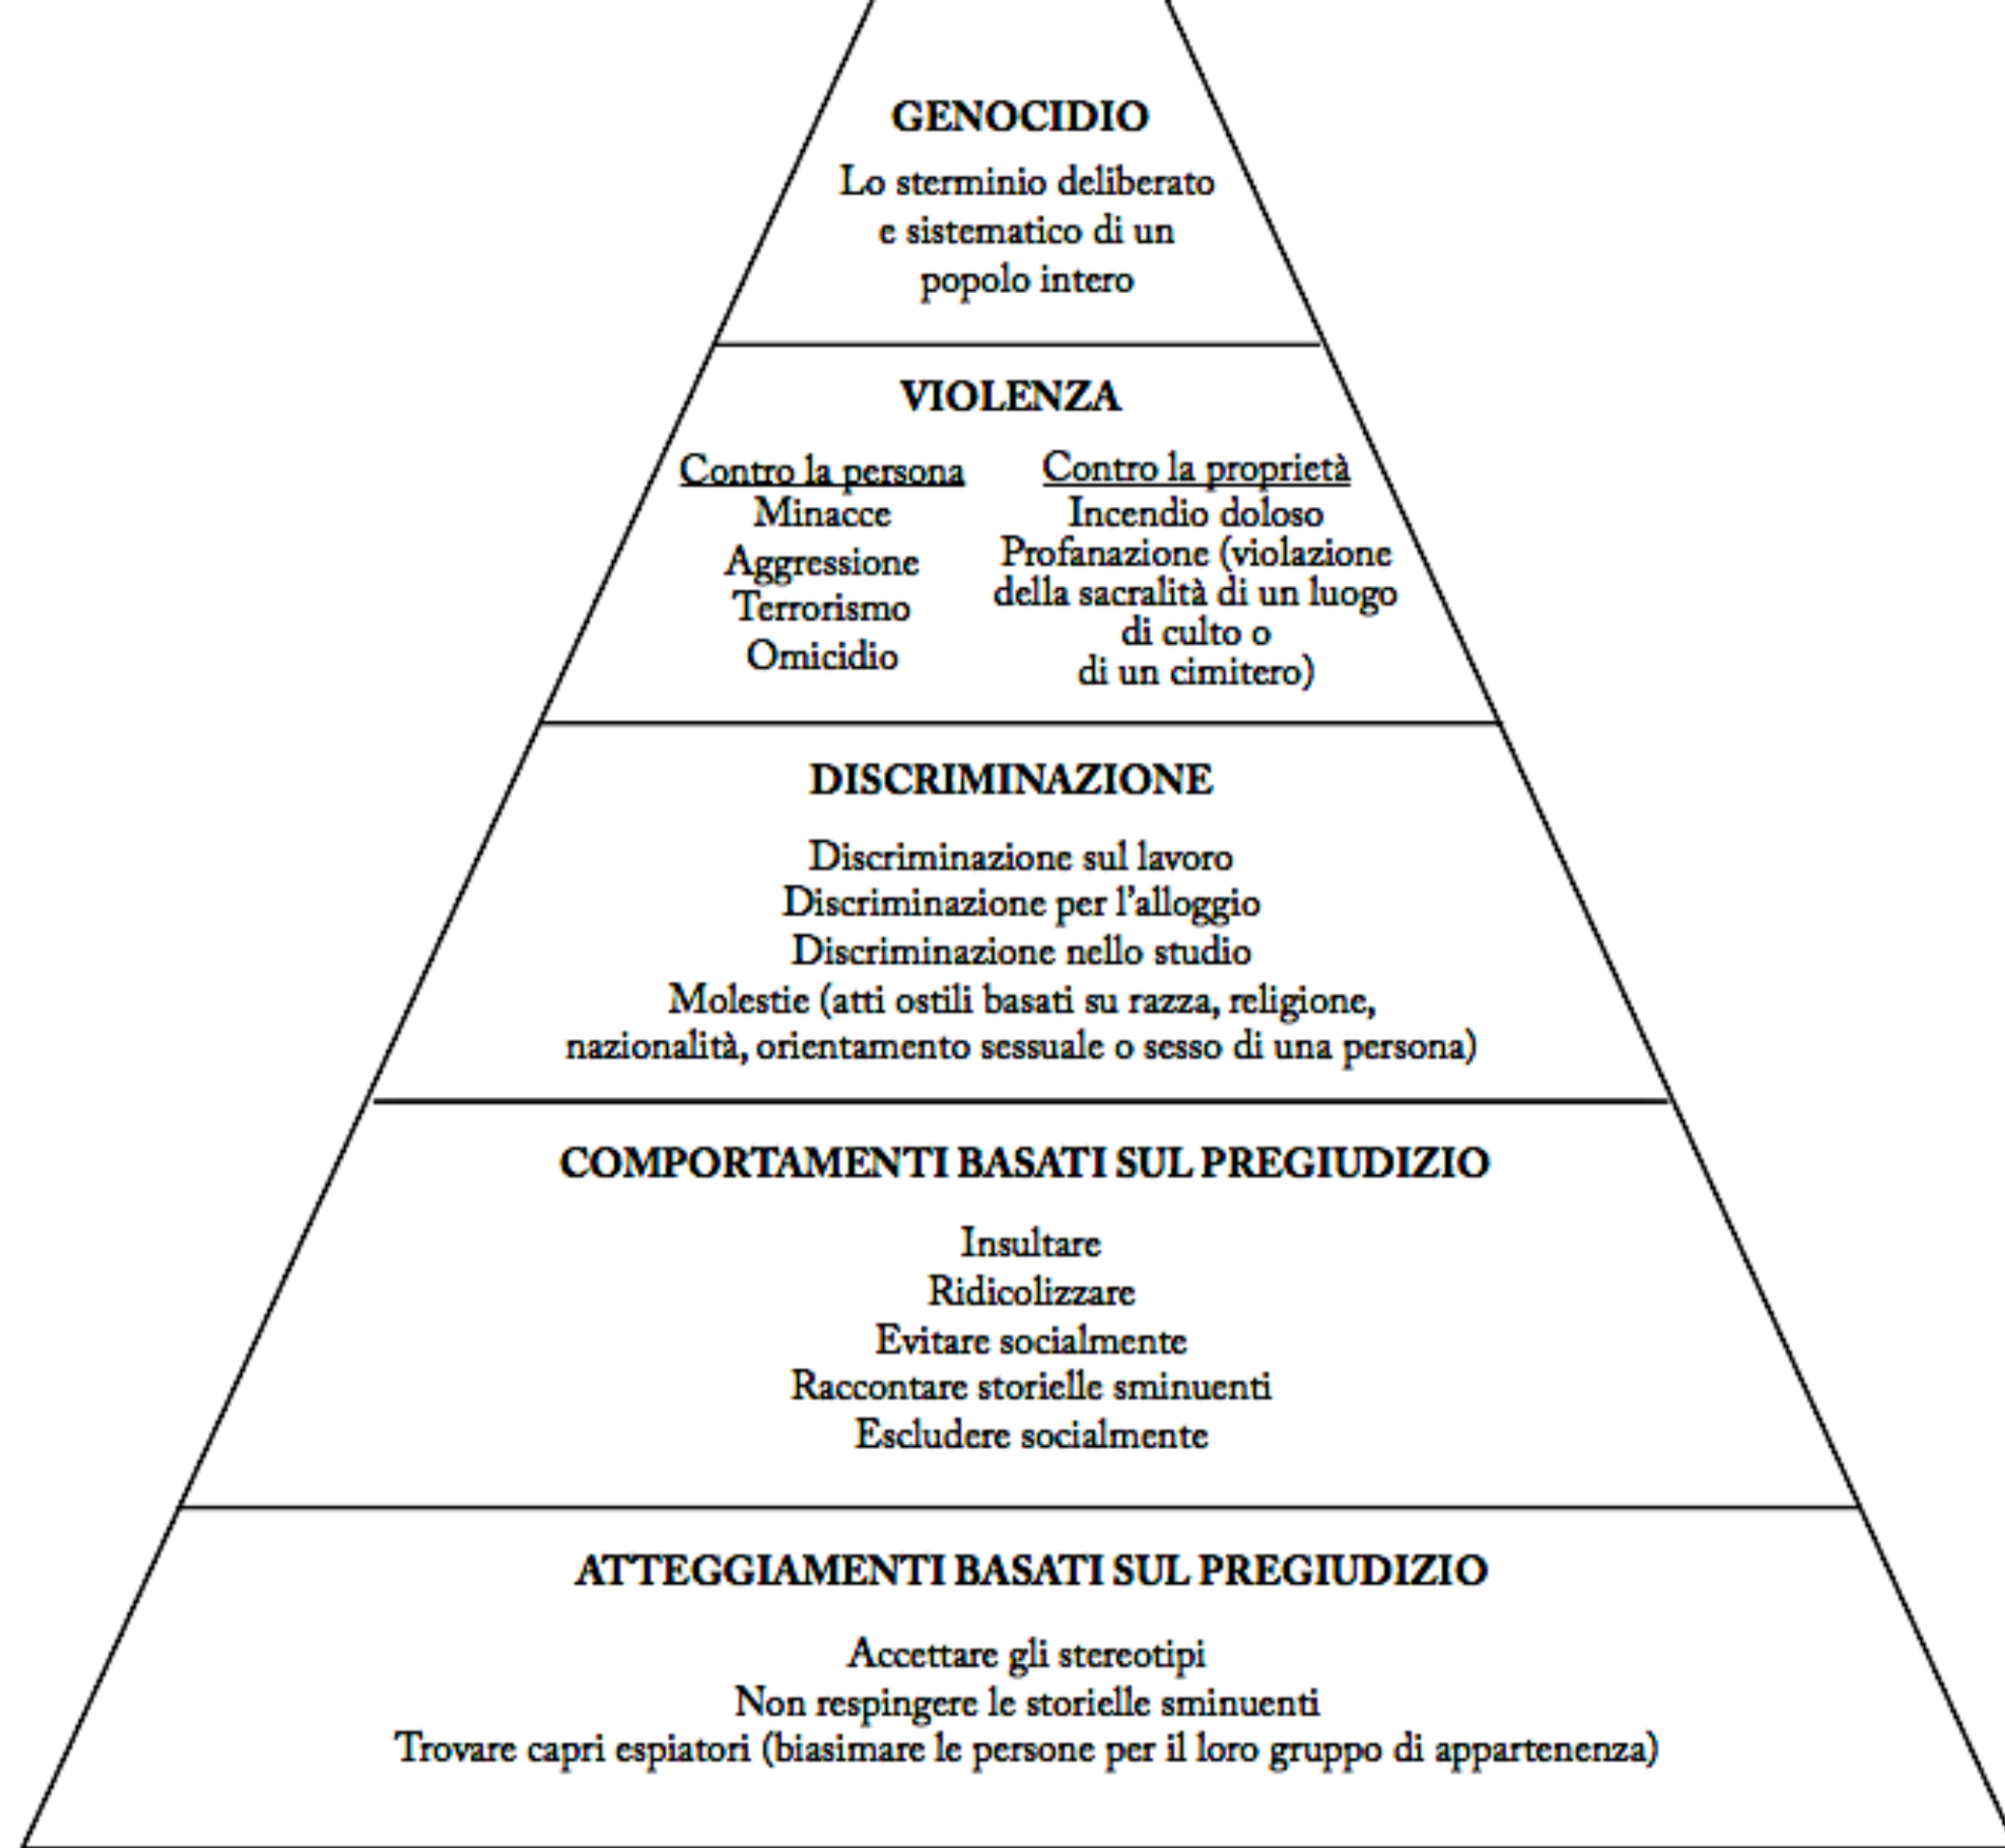 GENOCIDIO
Lo sterminio deliberato
e sistematico di un
popolo intero
VIOLENZA
Contro la persona
Minacce
Aggressione
Terrorismo
Omicidio
Contro la proprietà
Incendio doloso
Profanazione (violazione
della sacralità di un luogo
di culto o
di un cimitero)
DISCRIMINAZIONE
Discriminazione sul lavoro
Discriminazione per l'alloggio
Discriminazione nello studio
Molestie (atti ostili basati su razza, religione,
nazionalità, orientamento sessuale o sesso di una persona)
COMPORTAMENTI BASATI SUL PREGIUDIZIO
Insultare
Ridicolizzare
Evitare socialmente
Raccontare storielle sminuenti
Escludere socialmente
ATTEGGIAMENTI BASATI SUL PREGIUDIZIO
Accettare gli stereotipi
Non respingere le storielle sminuenti
Trovare capri espiatori (biasimare le persone per il loro gruppo di appartenenza)